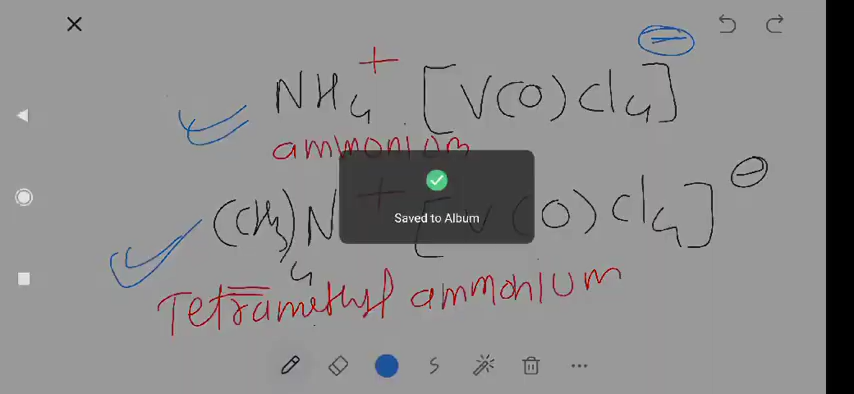 NH4+ [V(O)Cl4]=
ammonium
Saved to Album
(CH3)4N+ [V(O)Cl4]⊖
Tetramethyl ammonium